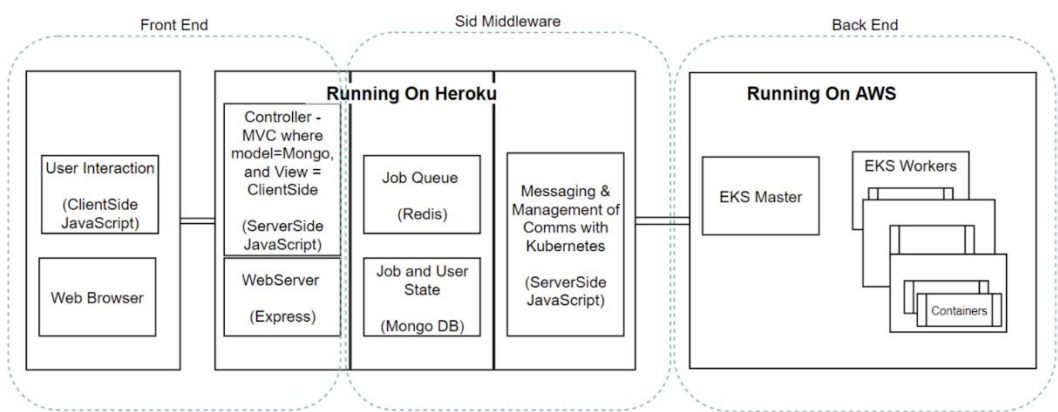 Front End
Sid Middleware
Back End
Running On Heroku
Running On AWS
User Interaction
(ClientSide
JavaScript)
Web Browser
Controller -
MVC where
model=Mongo,
and View =
ClientSide
(ServerSide
JavaScript)
WebServer
(Express)
Job Queue
(Redis)
Job and User
State
(Mongo DB)
Messaging &
Management of
Comms with
Kubernetes
(ServerSide
JavaScript)
EKS Master
EKS Workers
Containers